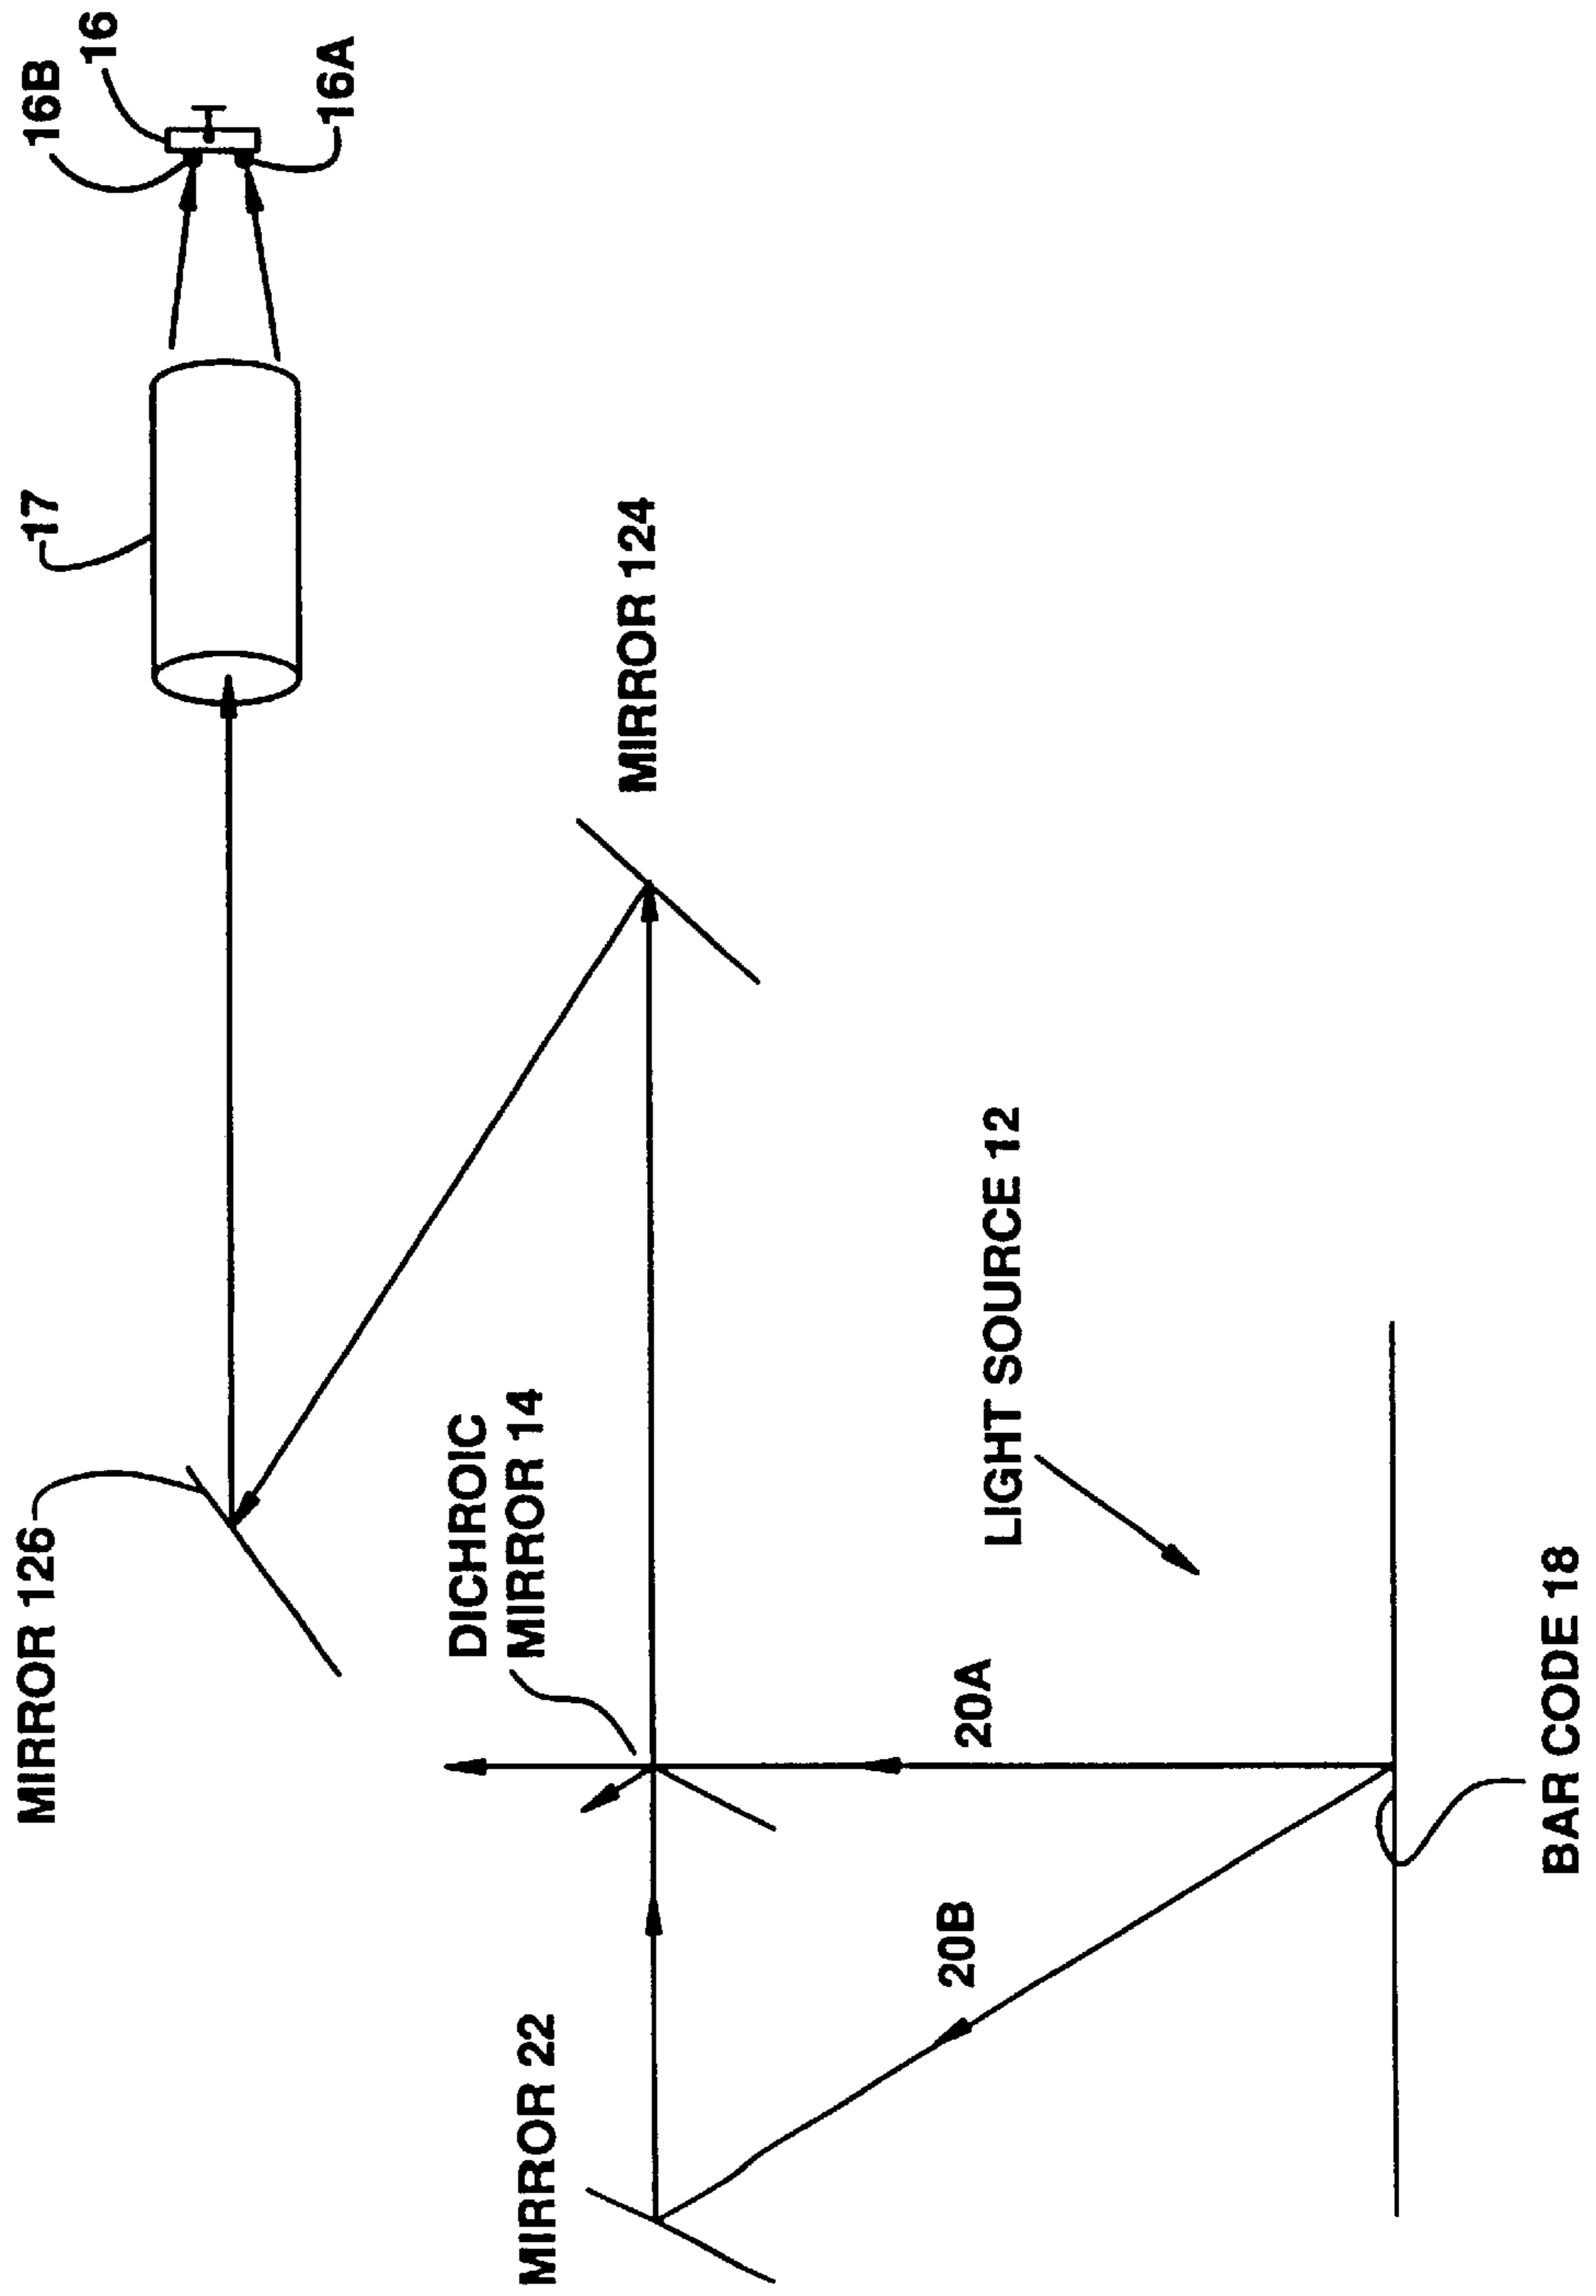 MIRROR 126
17
16B
16
16A
DICHROIC
MIRROR 14
MIRROR 22
MIRROR 124
20B
20A
LIGHT SOURCE 12
BAR CODE 18